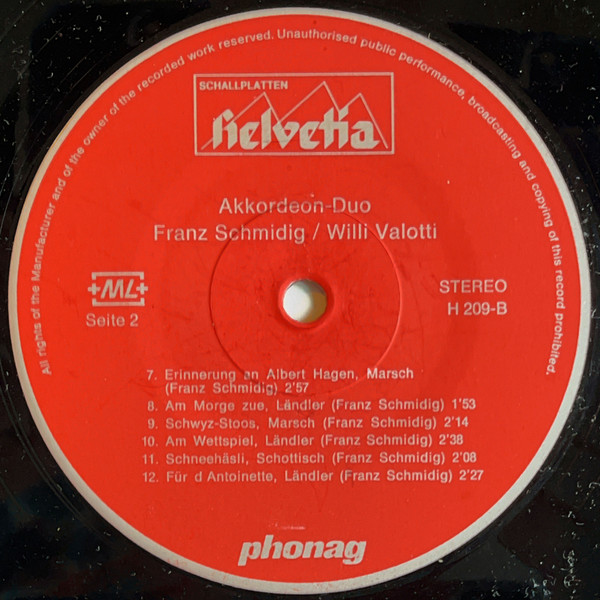 All rights of the Manufacturer and of the owner of the recorded work reserved. Unauthorised public performance, broadcasting and copying of this record prohibited.
SCHALLPLATTEN
helvetia
Akkordeon-Duo
Franz Schmidig / Willi Valotti
+ML+
Seite 2
STEREO
H 209-B
7. Erinnerung an Albert Hagen, Marsch
(Franz Schmidig) 2'57
8. Am Morge zue, Ländler (Franz Schmidig) 1'53
9. Schwyz-Stoos, Marsch (Franz Schmidig) 2'14
10. Am Wettspiel, Ländler (Franz Schmidig) 2'38
11. Schneehäsli, Schottisch (Franz Schmidig) 2'08
12. Für d Antoinette, Ländler (Franz Schmidig) 2'27
phonag